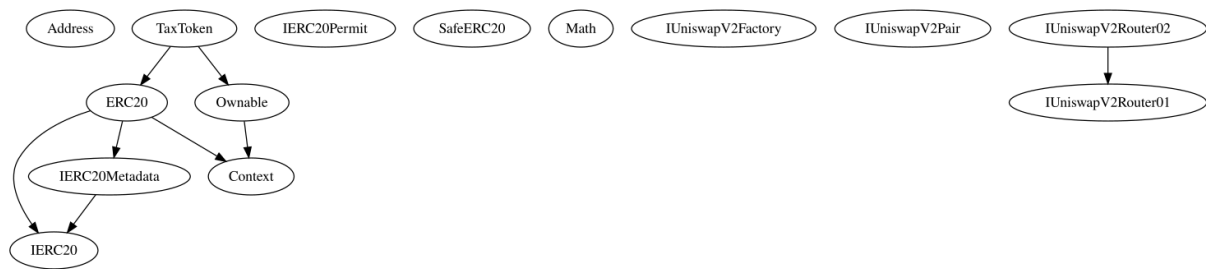 Address
TaxToken
IERC20Permit
SafeERC20
Math
IUniswapV2Factory
IUniswapV2Pair
IUniswapV2Router02
ERC20
Ownable
IUniswapV2Router01
IERC20Metadata
Context
IERC20